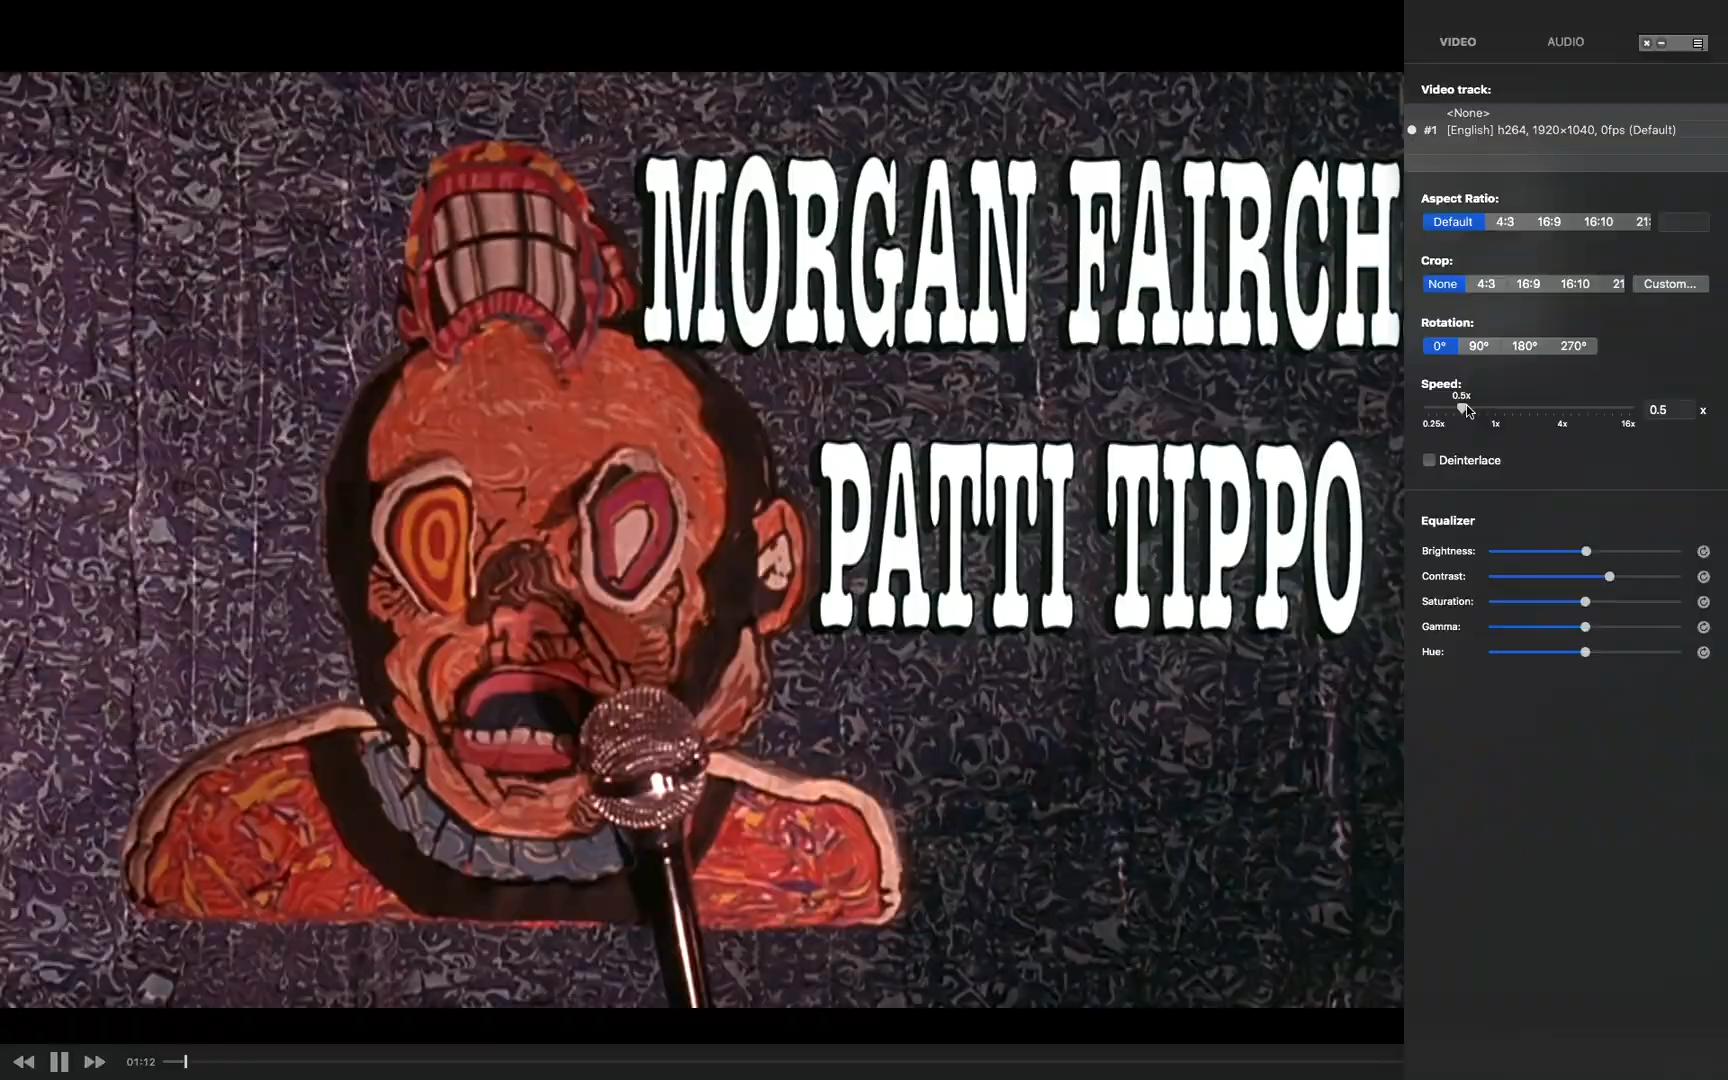 VIDEO AUDIO
Video track:
<None>
#1 [English] h264, 1920×1040, 0fps (Default)
MORGAN FAIRCH
Aspect Ratio:
Default 4:3 16:9 16:10 21:
Crop:
None 4:3 16:9 16:10 21 Custom...
Rotation:
0° 90° 180° 270°
Speed:
0.5x
0.5 x
0.25x 1x 4x 16x
PATTI TIPPO
Deinterlace
Equalizer
Brightness:
Contrast:
Saturation:
Gamma:
Hue:
01:12